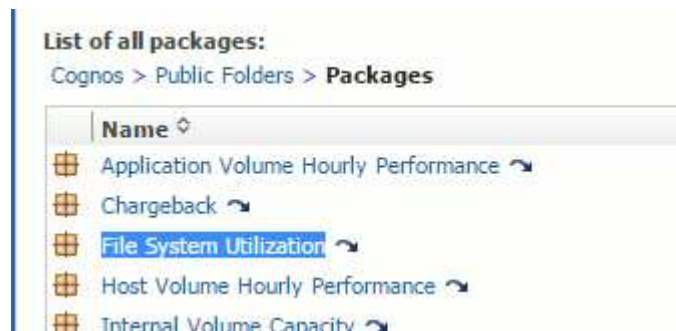 List of all packages:
Cognos > Public Folders > Packages
Name
Application Volume Hourly Performance
Chargeback
File System Utilization
Host Volume Hourly Performance
Internal Volume Capacity